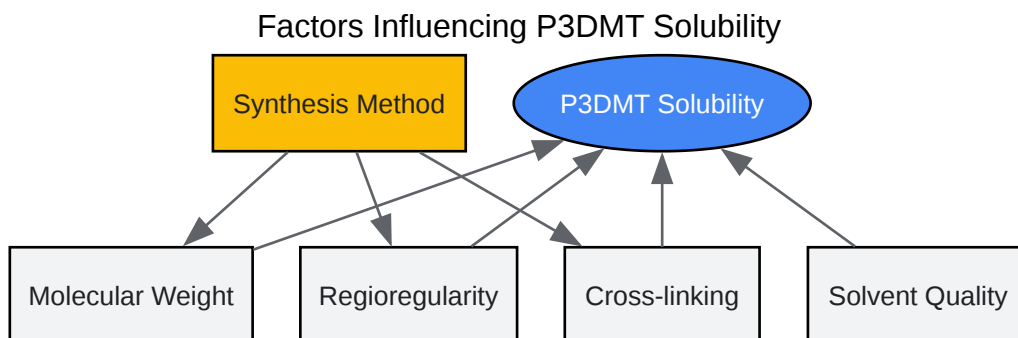 Factors Influencing P3DMT Solubility
Synthesis Method
P3DMT Solubility
Molecular Weight
Regioregularity
Cross-linking
Solvent Quality